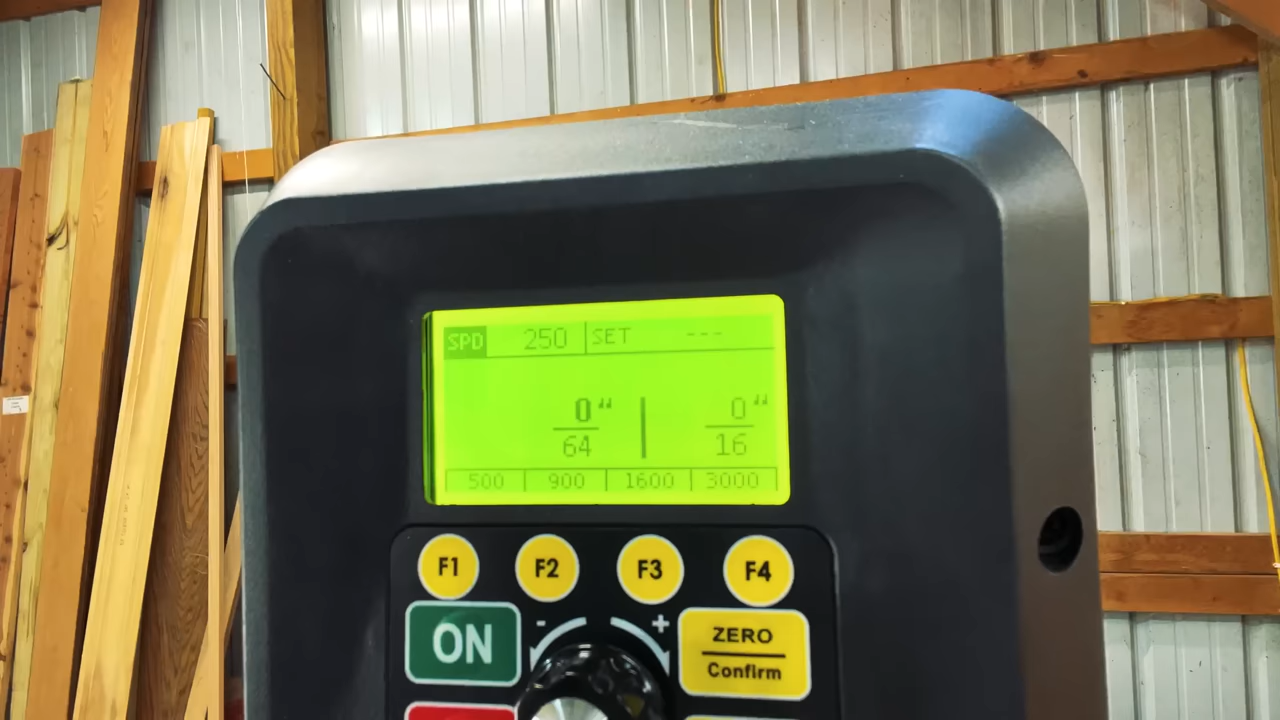 SPD 250 SET ---
0" 0"
64 16
500 900 1600 3000
F1 F2 F3 F4
ON - + ZERO
Confirm